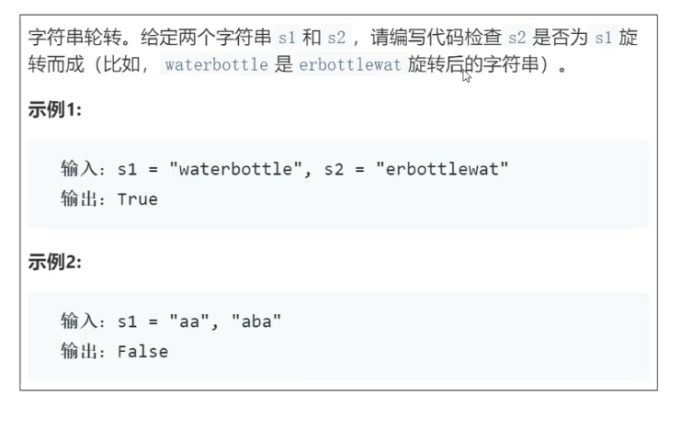 字符串轮转。给定两个字符串 s1 和 s2，请编写代码检查 s2 是否为 s1 旋
转而成（比如，waterbottle 是 erbottlewat 旋转后的字符串）。
示例1:
输入: s1 = "waterbottle", s2 = "erbottlewat"
输出: True
示例2:
输入: s1 = "aa", "aba"
输出: False